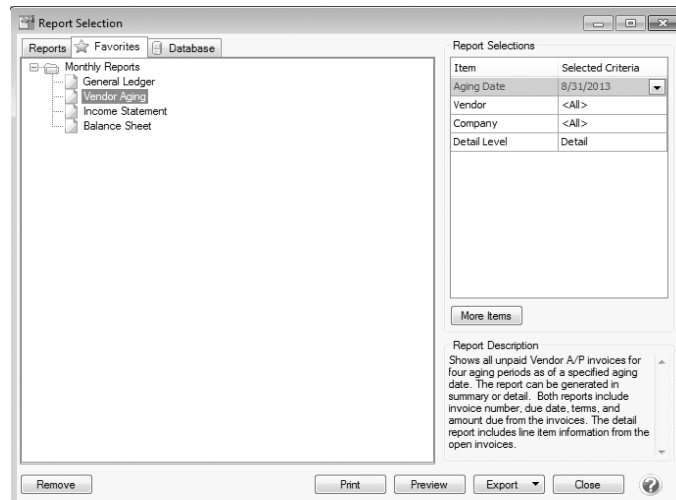 Report Selection
Reports Favorites Database
Monthly Reports
General Ledger
Vendor Aging
Income Statement
Balance Sheet
Report Selections
Item Selected Criteria
Aging Date 8/31/2013
Vendor <All>
Company <All>
Detail Level Detail
More Items
Report Description
Shows all unpaid Vendor A/P invoices for
four aging periods as of a specified aging
date. The report can be generated in
summary or detail. Both reports include
invoice number, due date, terms, and
amount due from the invoices. The detail
report includes line item information from the
open invoices.
Remove Print Preview Export Close ?